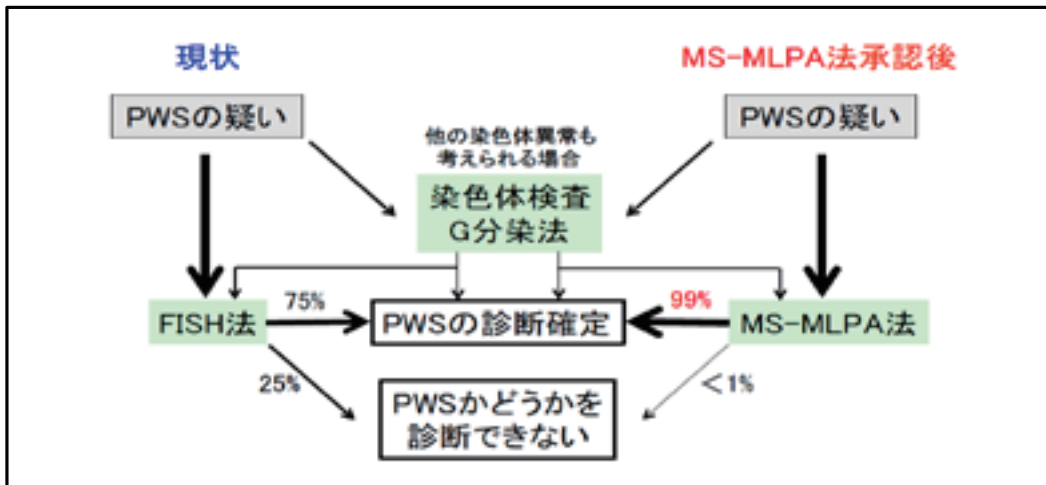 現状
MS-MLPA法承認後
PWSの疑い
PWSの疑い
他の染色体異常も
考えられる場合
染色体検査
G分染法
75%
99%
FISH法
PWSの診断確定
MS-MLPA法
25%
<1%
PWSかどうかを
診断できない